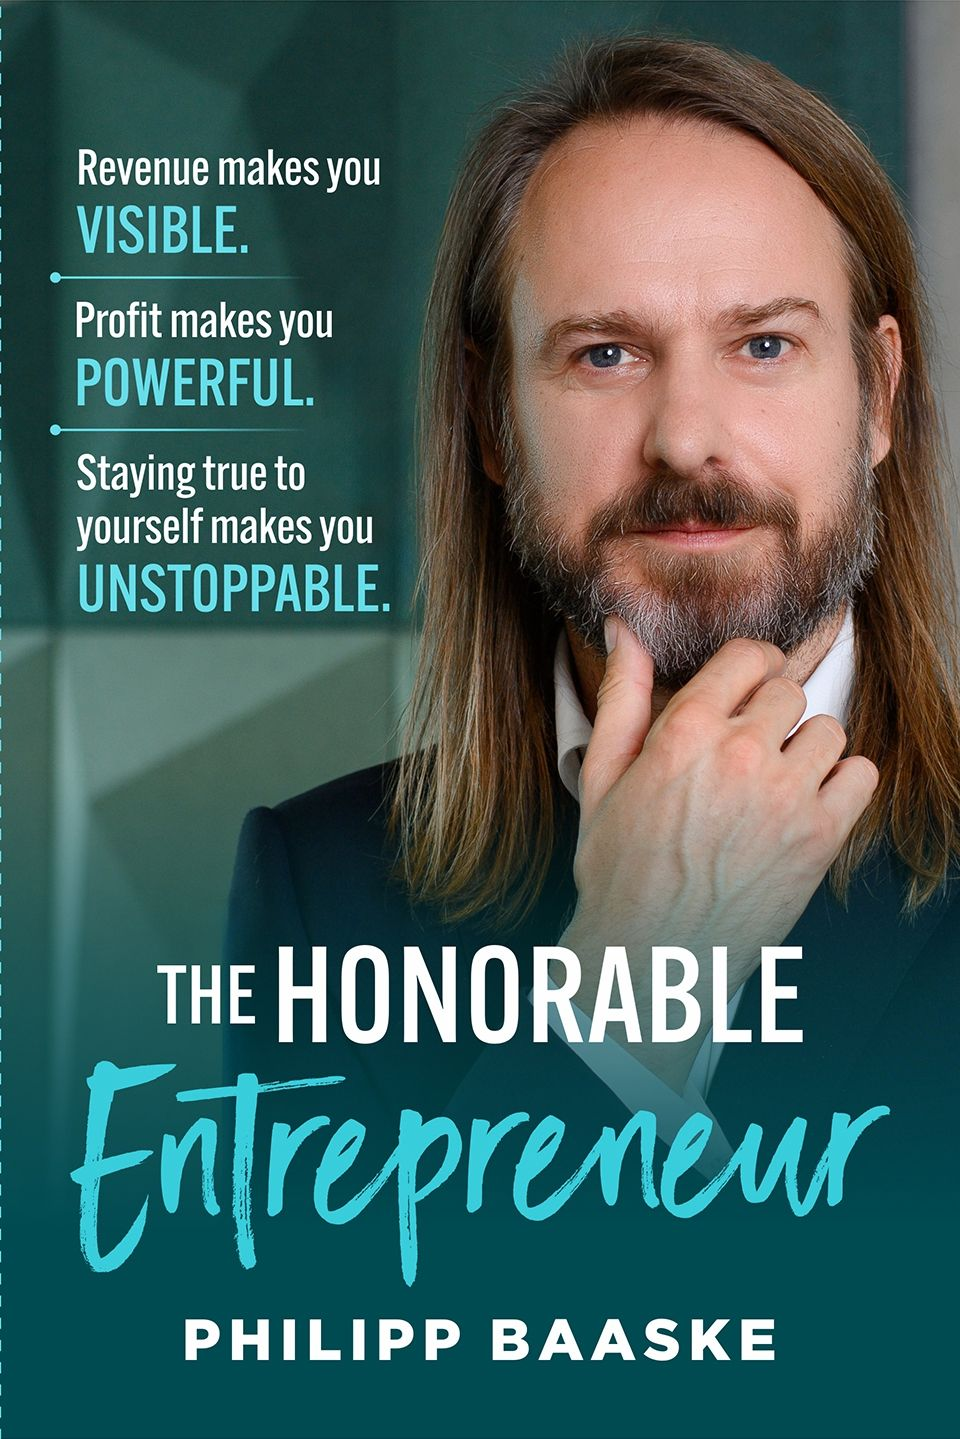 Revenue makes you
VISIBLE.
Profit makes you
POWERFUL.
Staying true to
yourself makes you
UNSTOPPABLE.
THE HONORABLE
Entrepreneur
PHILIPP BAASKE